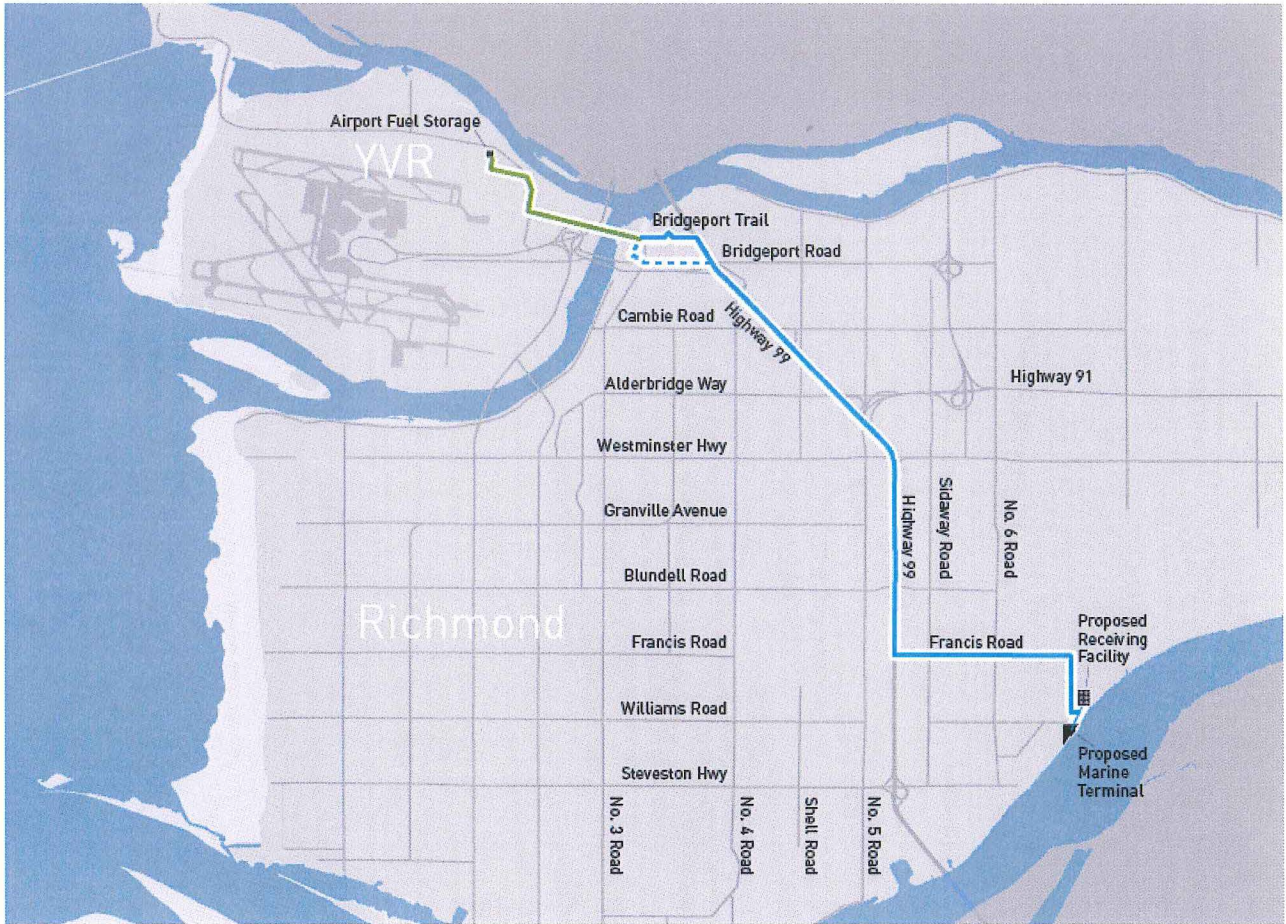 Airport Fuel Storage
YVR
Bridgeport Trail
Bridgeport Road
Cambie Road
Highway 99
Alderbridge Way
Highway 91
Westminster Hwy
Granville Avenue
Highway 99
Sidaway Road
No. 6 Road
Blundell Road
Richmond
Francis Road
Francis Road
Proposed
Receiving
Facility
Williams Road
Steveston Hwy
Proposed
Marine
Terminal
No. 3 Road
No. 4 Road
Shell Road
No. 5 Road